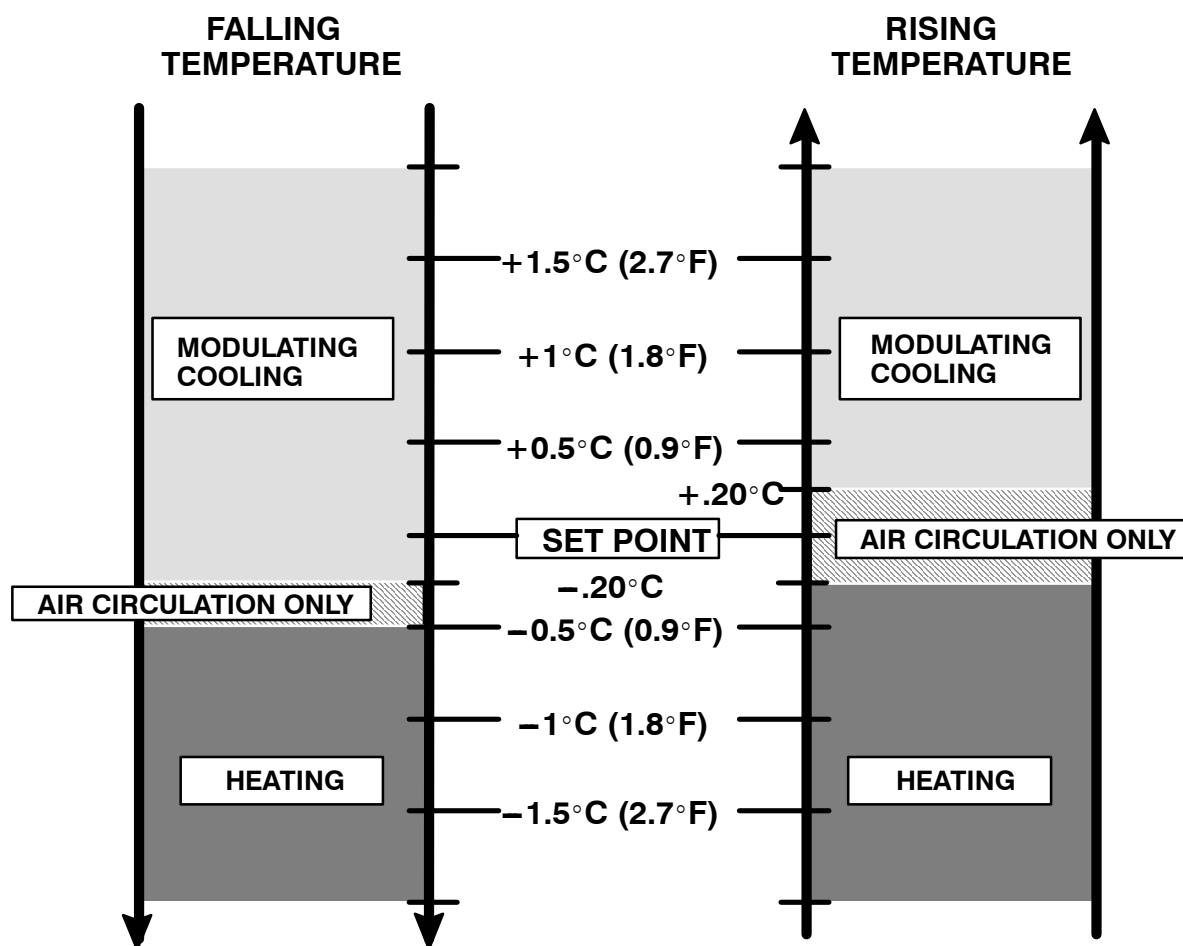 FALLING
TEMPERATURE
RISING
TEMPERATURE
+1.5°C (2.7°F)
MODULATING
COOLING
+1°C (1.8°F)
MODULATING
COOLING
+0.5°C (0.9°F)
+.20°C
SET POINT
AIR CIRCULATION ONLY
−.20°C
AIR CIRCULATION ONLY
−0.5°C (0.9°F)
−1°C (1.8°F)
HEATING
HEATING
−1.5°C (2.7°F)